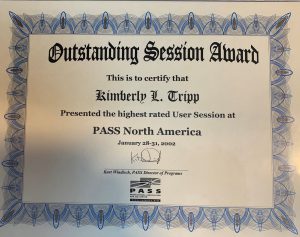 Outstanding Session Award
This is to certify that
Kimberly L. Tripp
Presented the highest rated User Session at
PASS North America
January 28-31, 2002
PASS Director of Programs
PASS